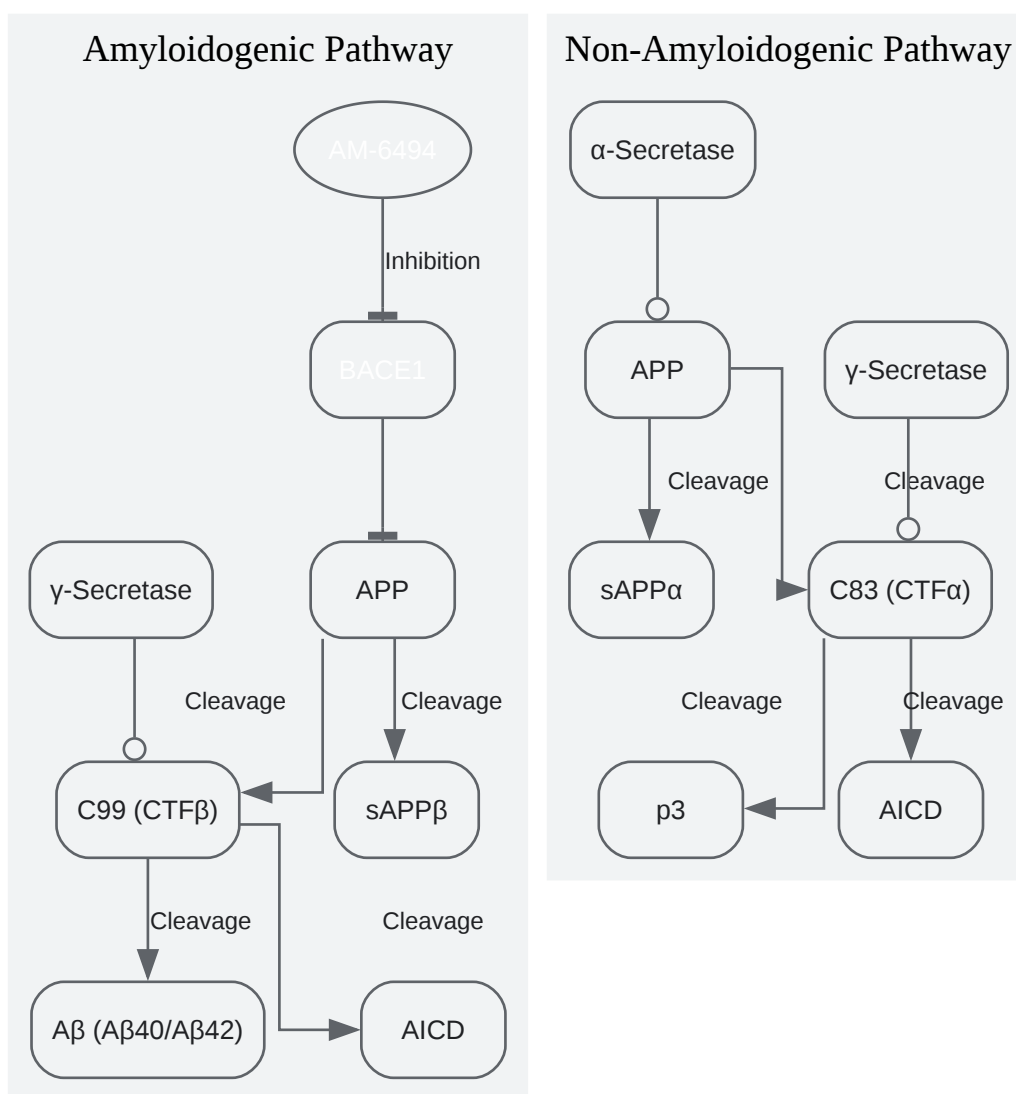 Amyloidogenic Pathway
AM-6494
Inhibition
BACE1
γ-Secretase
APP
Cleavage
Cleavage
C99 (CTFβ)
sAPPβ
Cleavage
Cleavage
Aβ (Aβ40/Aβ42)
AICD
Non-Amyloidogenic Pathway
α-Secretase
APP
γ-Secretase
Cleavage
Cleavage
sAPPα
C83 (CTFα)
Cleavage
Cleavage
p3
AICD